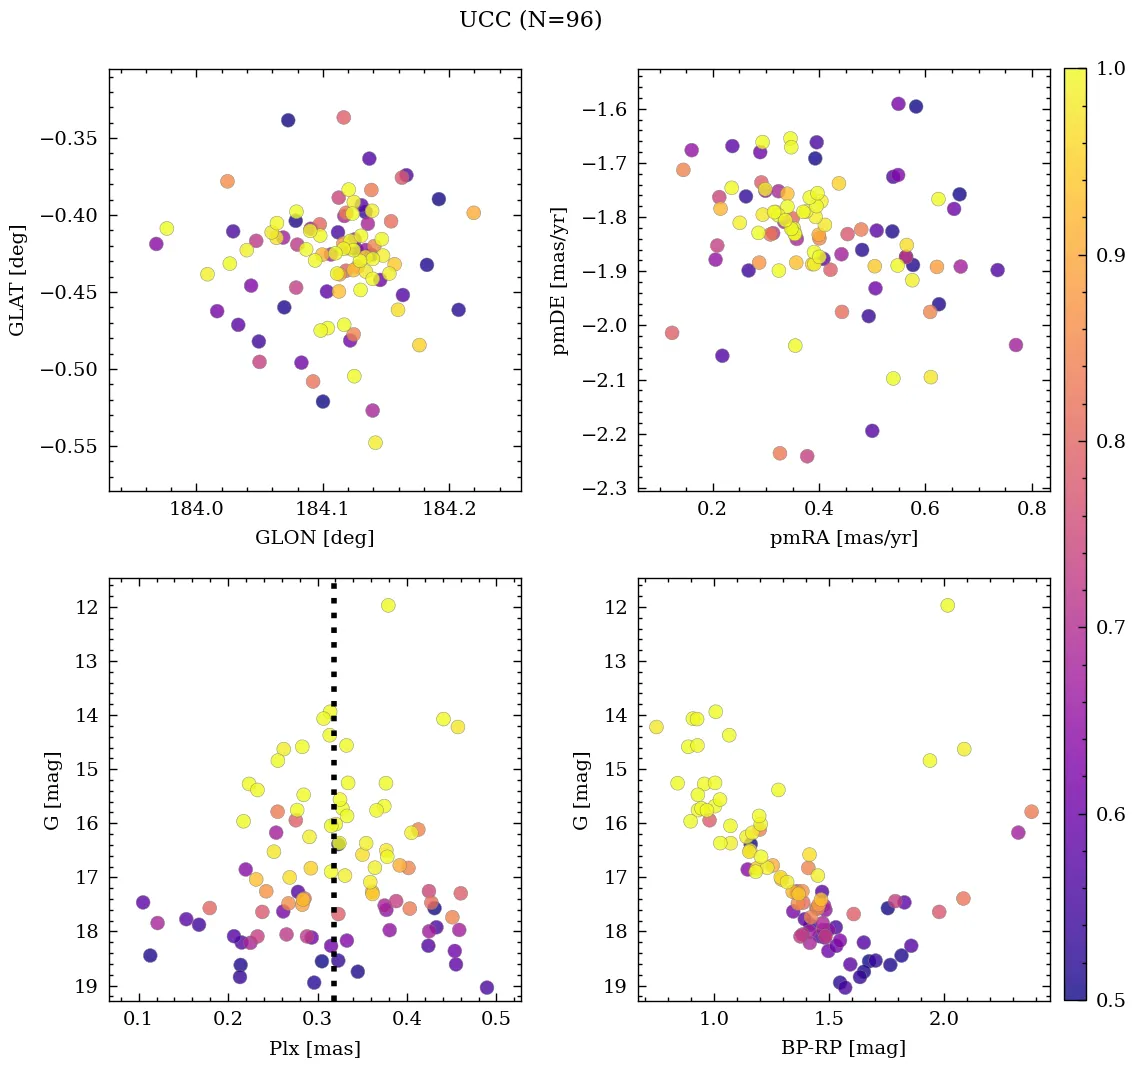 UCC (N=96)
−0.35
−0.40
−0.45
−0.50
−0.55
GLAT [deg]
184.0 184.1 184.2
GLON [deg]
−1.6
−1.7
−1.8
−1.9
−2.0
−2.1
−2.2
−2.3
pmDE [mas/yr]
0.2 0.4 0.6 0.8
pmRA [mas/yr]
12
13
14
15
16
17
18
19
G [mag]
0.1 0.2 0.3 0.4 0.5
Plx [mas]
12
13
14
15
16
17
18
19
G [mag]
1.0 1.5 2.0
BP-RP [mag]
1.0
0.9
0.8
0.7
0.6
0.5